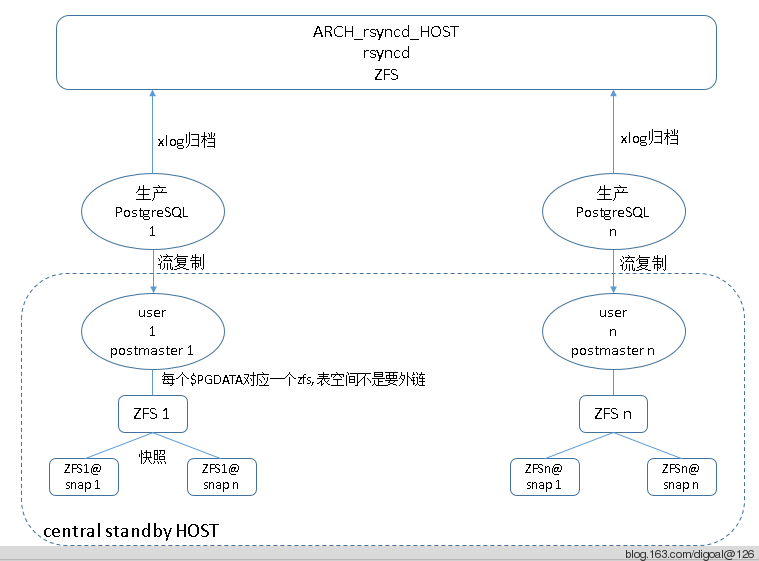 ARCH_rsyncd_HOST
rsyncd
ZFS
xlog归档
xlog归档
生产
PostgreSQL
1
生产
PostgreSQL
n
流复制
流复制
user
1
postmaster 1
user
n
postmaster n
每个$PGDATA对应一个zfs,表空间不是要外链
ZFS 1
ZFS n
快照
ZFS1@
snap 1
ZFS1@
snap n
ZFSn@
snap 1
ZFSn@
snap n
central standby HOST
blog.163.com/digoal@126